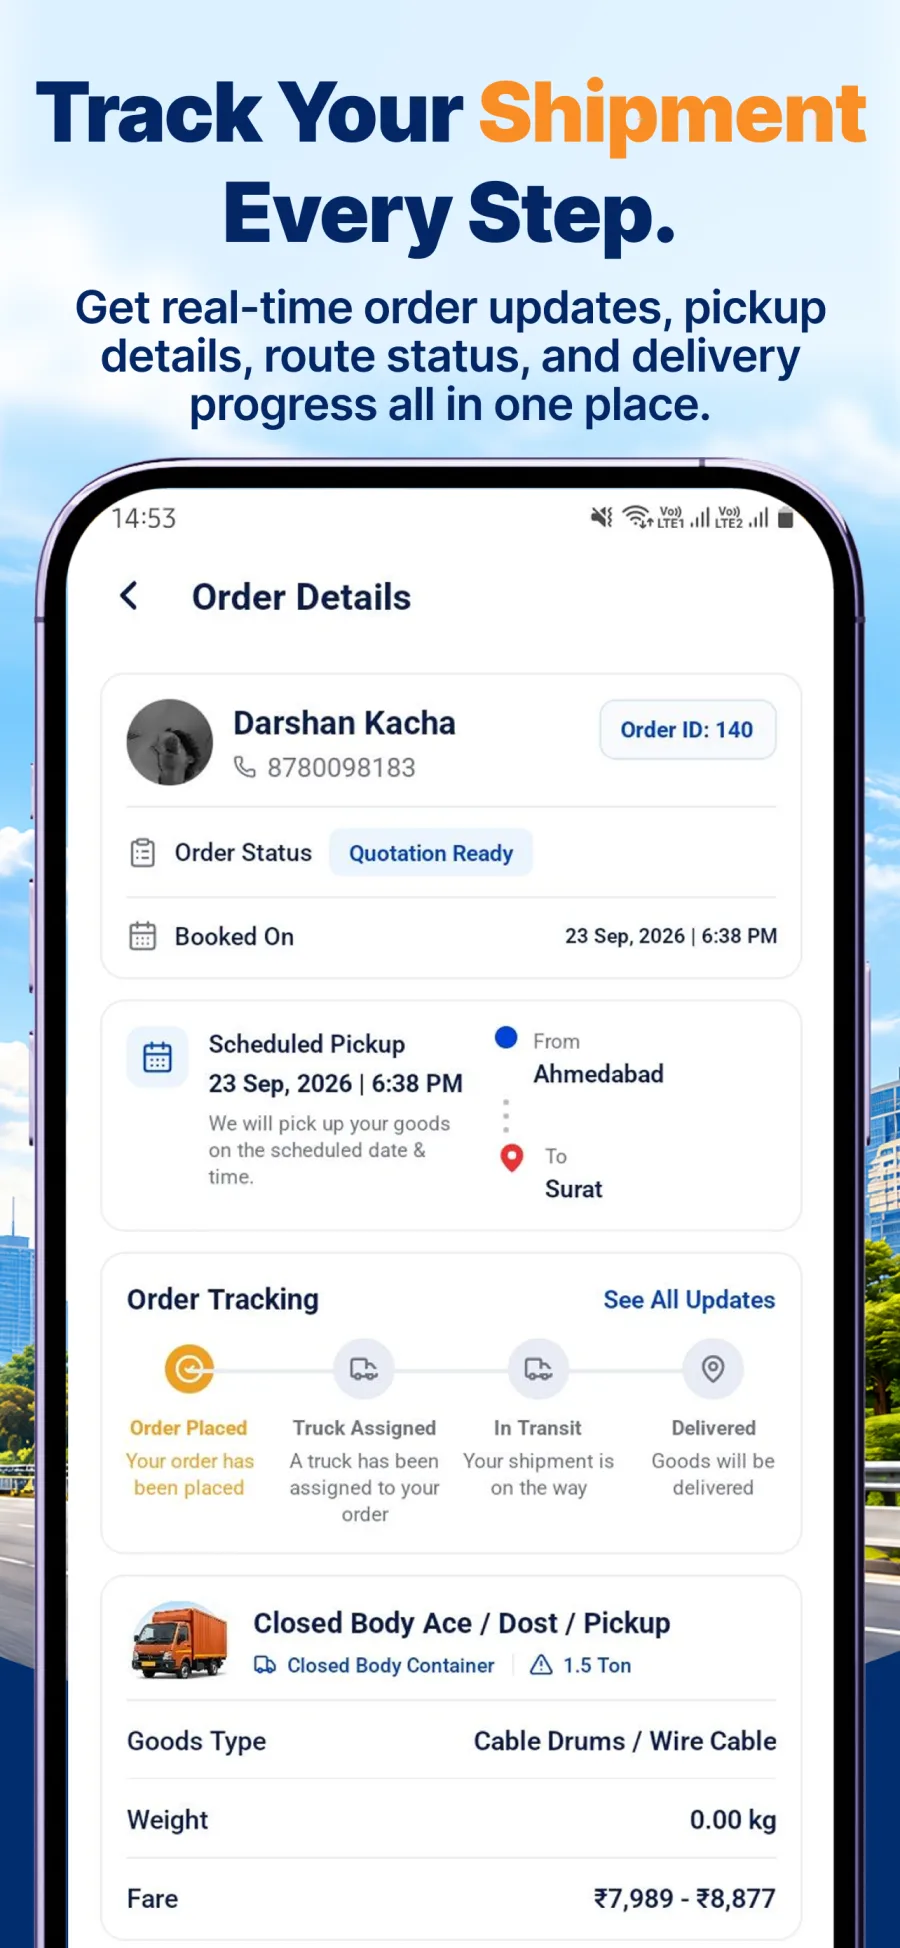 Track Your Shipment
Every Step.
Get real-time order updates, pickup
details, route status, and delivery
progress all in one place.
14:53
Vo)) LTE1 Vo)) LTE2
Order Details
Darshan Kacha
8780098183
Order ID: 140
Order Status
Quotation Ready
Booked On
23 Sep, 2026 | 6:38 PM
Scheduled Pickup
23 Sep, 2026 | 6:38 PM
We will pick up your goods
on the scheduled date &
time.
From
Ahmedabad
To
Surat
Order Tracking
See All Updates
Order Placed
Your order has
been placed
Truck Assigned
A truck has been
assigned to your
order
In Transit
Your shipment is
on the way
Delivered
Goods will be
delivered
Closed Body Ace / Dost / Pickup
Closed Body Container
1.5 Ton
Goods Type
Cable Drums / Wire Cable
Weight
0.00 kg
Fare
₹7,989 - ₹8,877